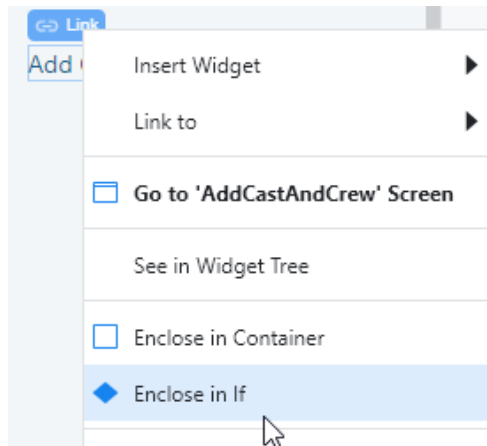 Link
Add
Insert Widget
Link to
Go to 'AddCastAndCrew' Screen
See in Widget Tree
Enclose in Container
Enclose in If